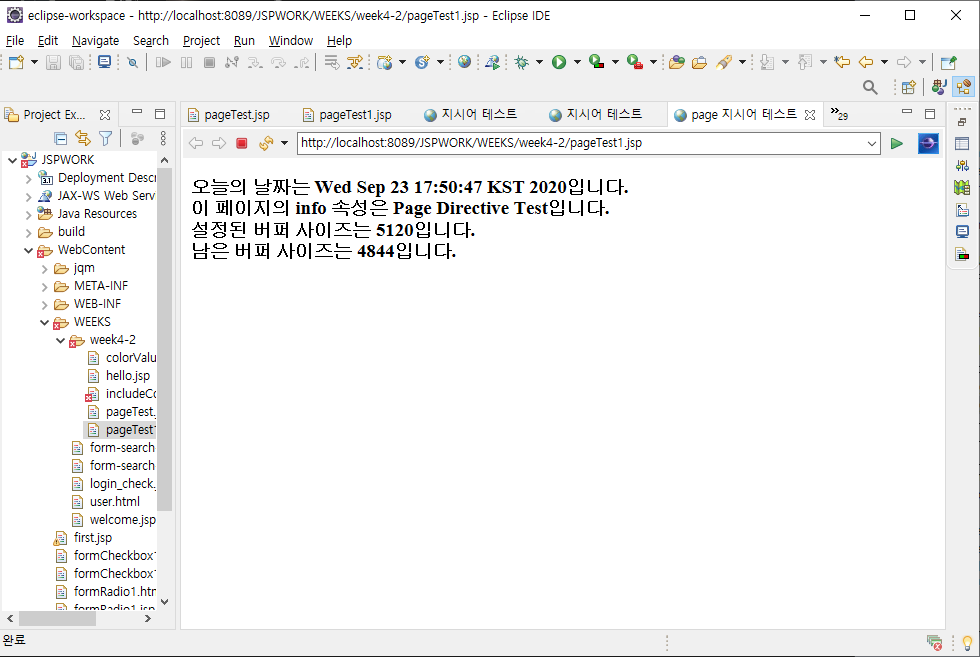 eclipse-workspace - http://localhost:8089/JSPWORK/WEEKS/week4-2/pageTest1.jsp - Eclipse IDE
File Edit Navigate Search Project Run Window Help
Project Ex...
pageTest.jsp
pageTest1.jsp
지시어 테스트
지시어 테스트
page 지시어 테스트
»29
http://localhost:8089/JSPWORK/WEEKS/week4-2/pageTest1.jsp
JSPWORK
Deployment Descr
JAX-WS Web Serv
Java Resources
build
WebContent
jqm
META-INF
WEB-INF
WEEKS
week4-2
colorValu
hello.jsp
includeCo
pageTest.
pageTest1
form-search
form-search
login_check.
user.html
welcome.jsp
first.jsp
formCheckbox1
formCheckbox1
formRadio1.htn
formRadio1.jsp
오늘의 날짜는 Wed Sep 23 17:50:47 KST 2020입니다.
이 페이지의 info 속성은 Page Directive Test입니다.
설정된 버퍼 사이즈는 5120입니다.
남은 버퍼 사이즈는 4844입니다.
완료